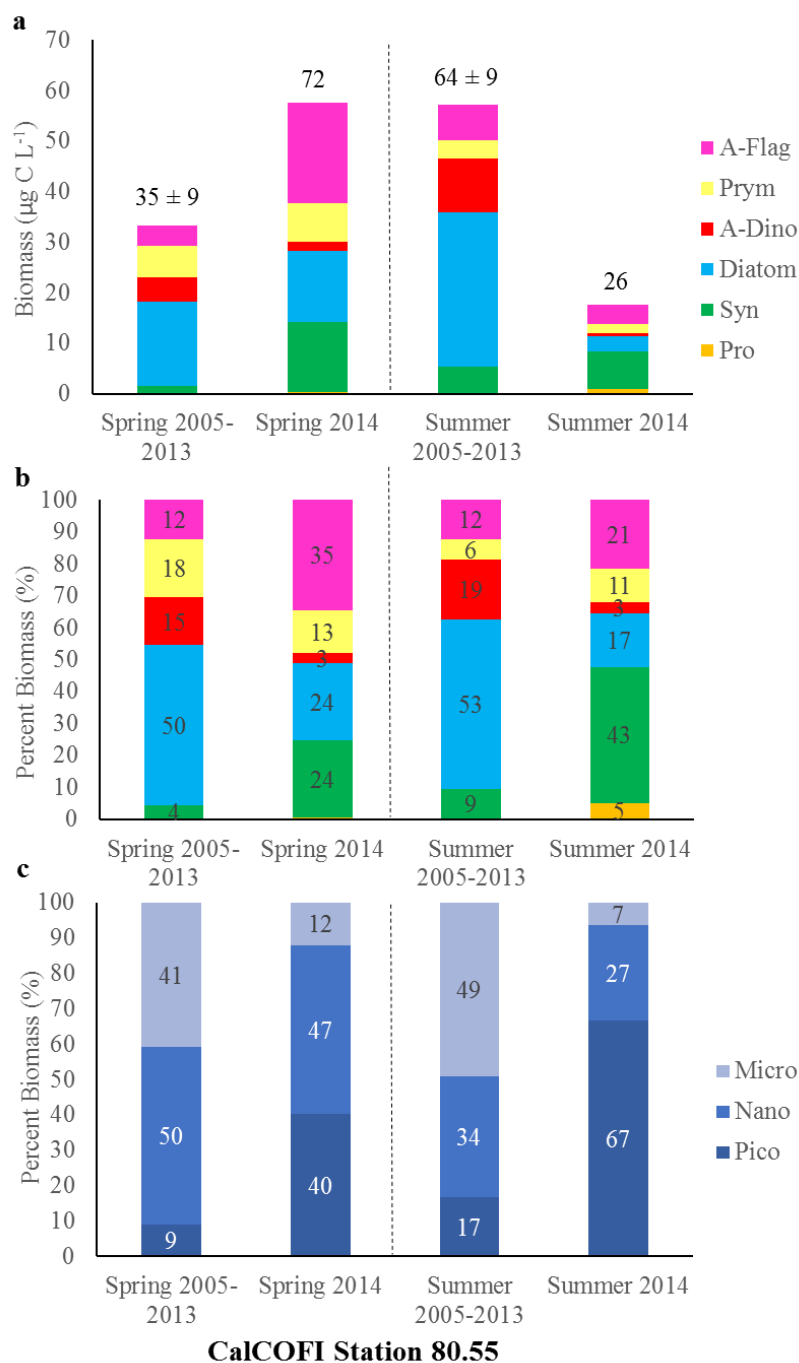 a
70
60
50
40
30
20
10
0
Biomass (µg C L⁻¹)
35 ± 9
72
64 ± 9
26
Spring 2005-
2013
Spring 2014
Summer
2005-2013
Summer 2014
A-Flag
Prym
A-Dino
Diatom
Syn
Pro
b
100
90
80
70
60
50
40
30
20
10
0
Percent Biomass (%)
12
18
15
50
4
35
13
3
24
24
12
6
19
53
9
21
11
3
17
43
5
Spring 2005-
2013
Spring 2014
Summer
2005-2013
Summer 2014
c
100
90
80
70
60
50
40
30
20
10
0
Percent Biomass (%)
41
50
9
12
47
40
49
34
17
7
27
67
Micro
Nano
Pico
Spring 2005-
2013
Spring 2014
Summer
2005-2013
Summer 2014
CalCOFI Station 80.55